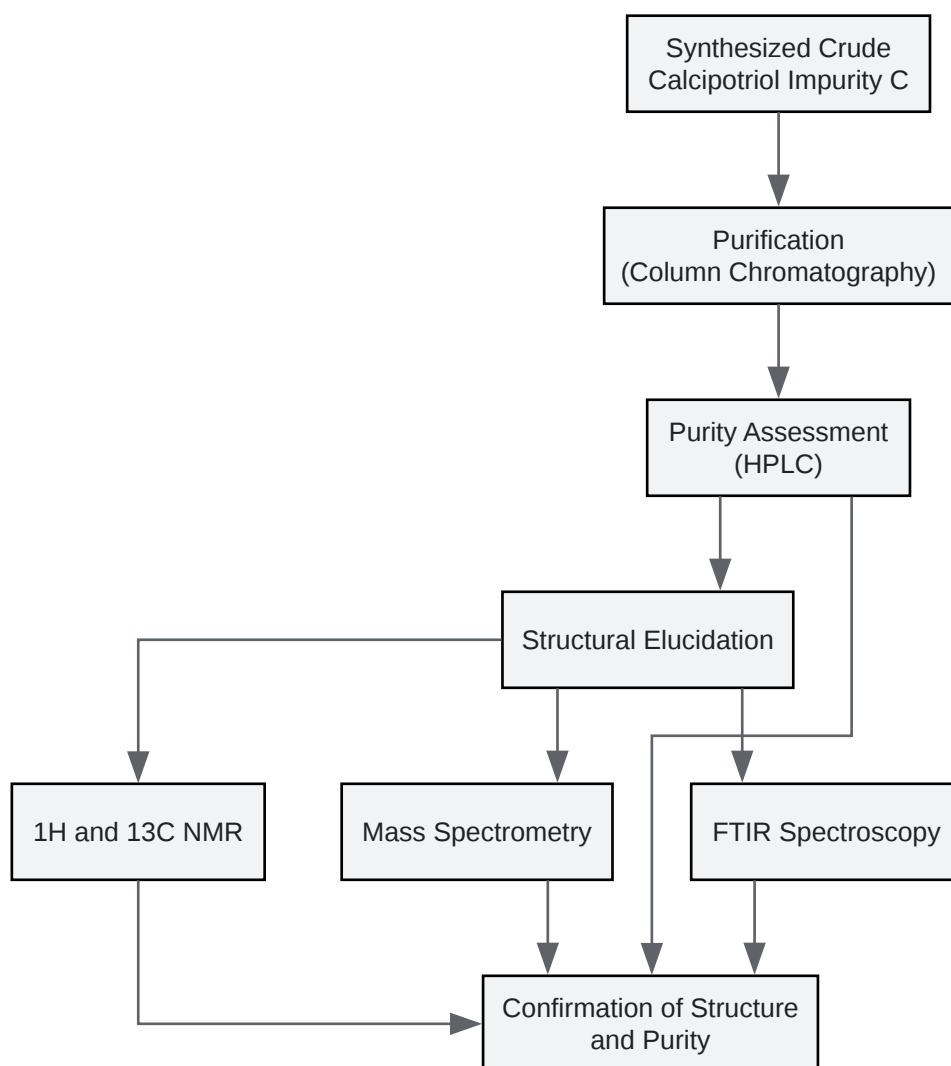 Synthesized Crude
Calcipotriol Impurity C
Purification
(Column Chromatography)
Purity Assessment
(HPLC)
Structural Elucidation
1H and 13C NMR
Mass Spectrometry
FTIR Spectroscopy
Confirmation of Structure
and Purity